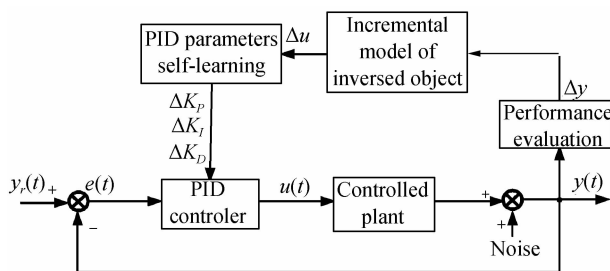 PID parameters
self-learning
Δu
Incremental
model of
inversed object
Δy
Performance
evaluation
ΔK_P
ΔK_I
ΔK_D
y_r(t) +
−
e(t)
PID
controler
u(t)
Controlled
plant
+
+
Noise
y(t)